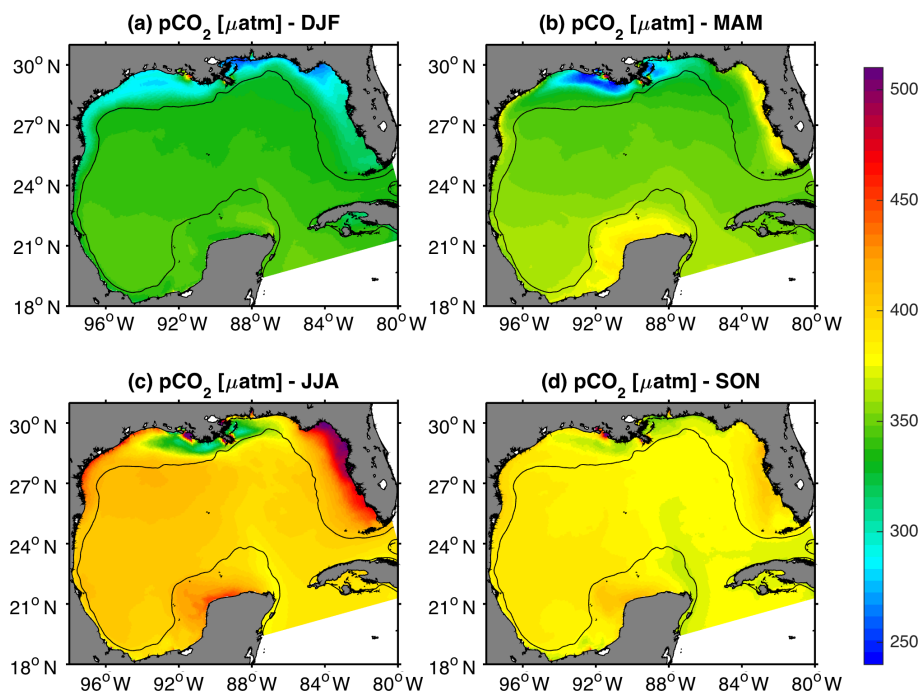 (a) pCO₂ [μatm] - DJF
(b) pCO₂ [μatm] - MAM
30° N
27° N
24° N
21° N
18° N
96° W 92° W 88° W 84° W 80° W
30° N
27° N
24° N
21° N
18° N
96° W 92° W 88° W 84° W 80° W
(c) pCO₂ [μatm] - JJA
(d) pCO₂ [μatm] - SON
30° N
27° N
24° N
21° N
18° N
96° W 92° W 88° W 84° W 80° W
30° N
27° N
24° N
21° N
18° N
96° W 92° W 88° W 84° W 80° W
500
450
400
350
300
250